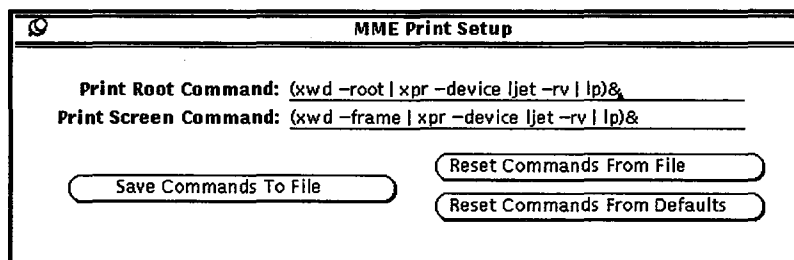 MME Print Setup
Print Root Command: (xwd -root | xpr -device ljet -rv | lp)&
Print Screen Command: (xwd -frame | xpr -device ljet -rv | lp)&
Reset Commands From File
Save Commands To File
Reset Commands From Defaults